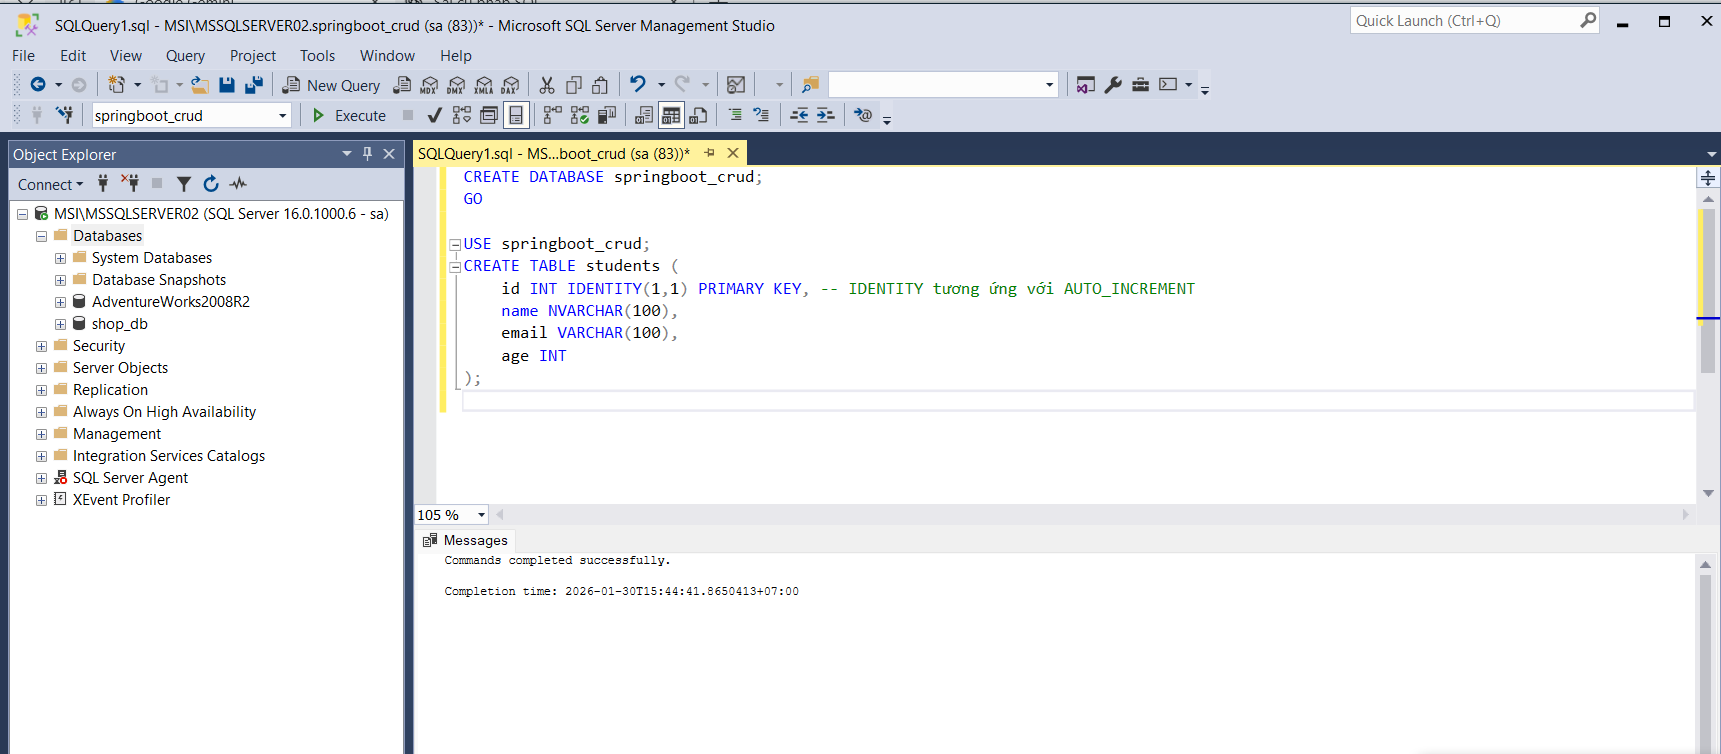 SQLQuery1.sql - MSI\MSSQLSERVER02.springboot_crud (sa (83))* - Microsoft SQL Server Management Studio
Quick Launch (Ctrl+Q)
File Edit View Query Project Tools Window Help
New Query MDX DMX XMLA DAX
springboot_crud Execute
Object Explorer
SQLQuery1.sql - MS...boot_crud (sa (83))*
Connect
MSI\MSSQLSERVER02 (SQL Server 16.0.1000.6 - sa)
Databases
System Databases
Database Snapshots
AdventureWorks2008R2
shop_db
Security
Server Objects
Replication
Always On High Availability
Management
Integration Services Catalogs
SQL Server Agent
XEvent Profiler
CREATE DATABASE springboot_crud;
GO
USE springboot_crud;
CREATE TABLE students (
id INT IDENTITY(1,1) PRIMARY KEY, -- IDENTITY tương ứng với AUTO_INCREMENT
name NVARCHAR(100),
email VARCHAR(100),
age INT
);
105 %
Messages
Commands completed successfully.
Completion time: 2026-01-30T15:44:41.8650413+07:00